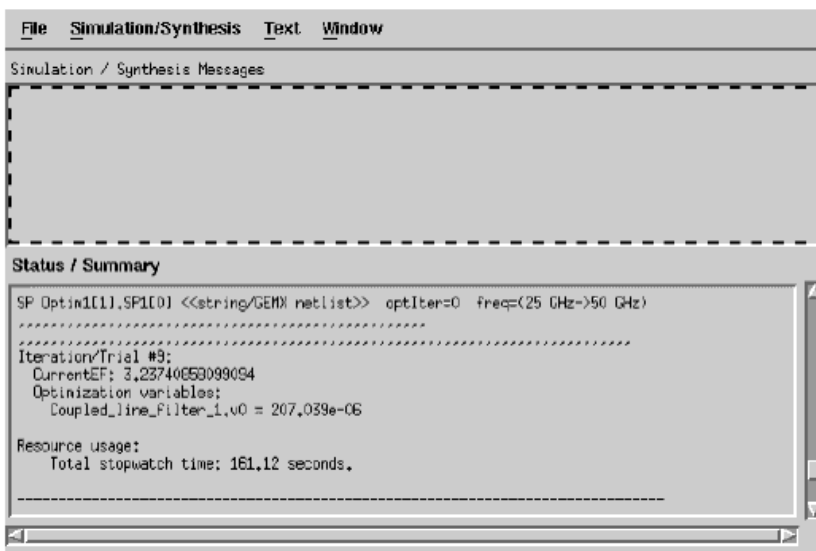 File Simulation/Synthesis Text Window
Simulation / Synthesis Messages
Status / Summary
SP Optim1[1].SP1[0] <<string/GEMX netlist>> optIter=0 freq=(25 GHz->50 GHz)
..................................................
...........................................................................
Iteration/Trial #9:
CurrentEF: 3.23740658099094
Optimization variables:
Coupled_line_filter_1.v0 = 207.039e-06
Resource usage:
Total stopwatch time: 161.12 seconds.
--------------------------------------------------------------------------------